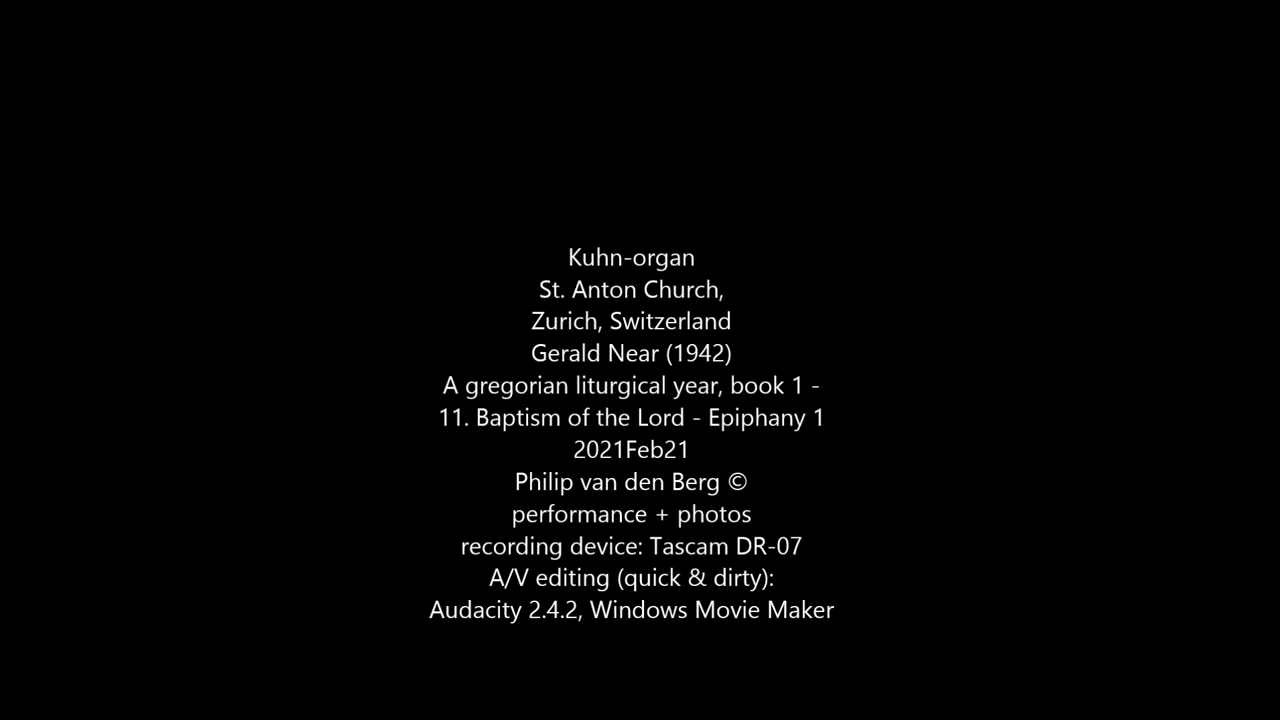 Kuhn-organ
St. Anton Church,
Zurich, Switzerland
Gerald Near (1942)
A gregorian liturgical year, book 1 -
11. Baptism of the Lord - Epiphany 1
2021Feb21
Philip van den Berg ©
performance + photos
recording device: Tascam DR-07
A/V editing (quick & dirty):
Audacity 2.4.2, Windows Movie Maker